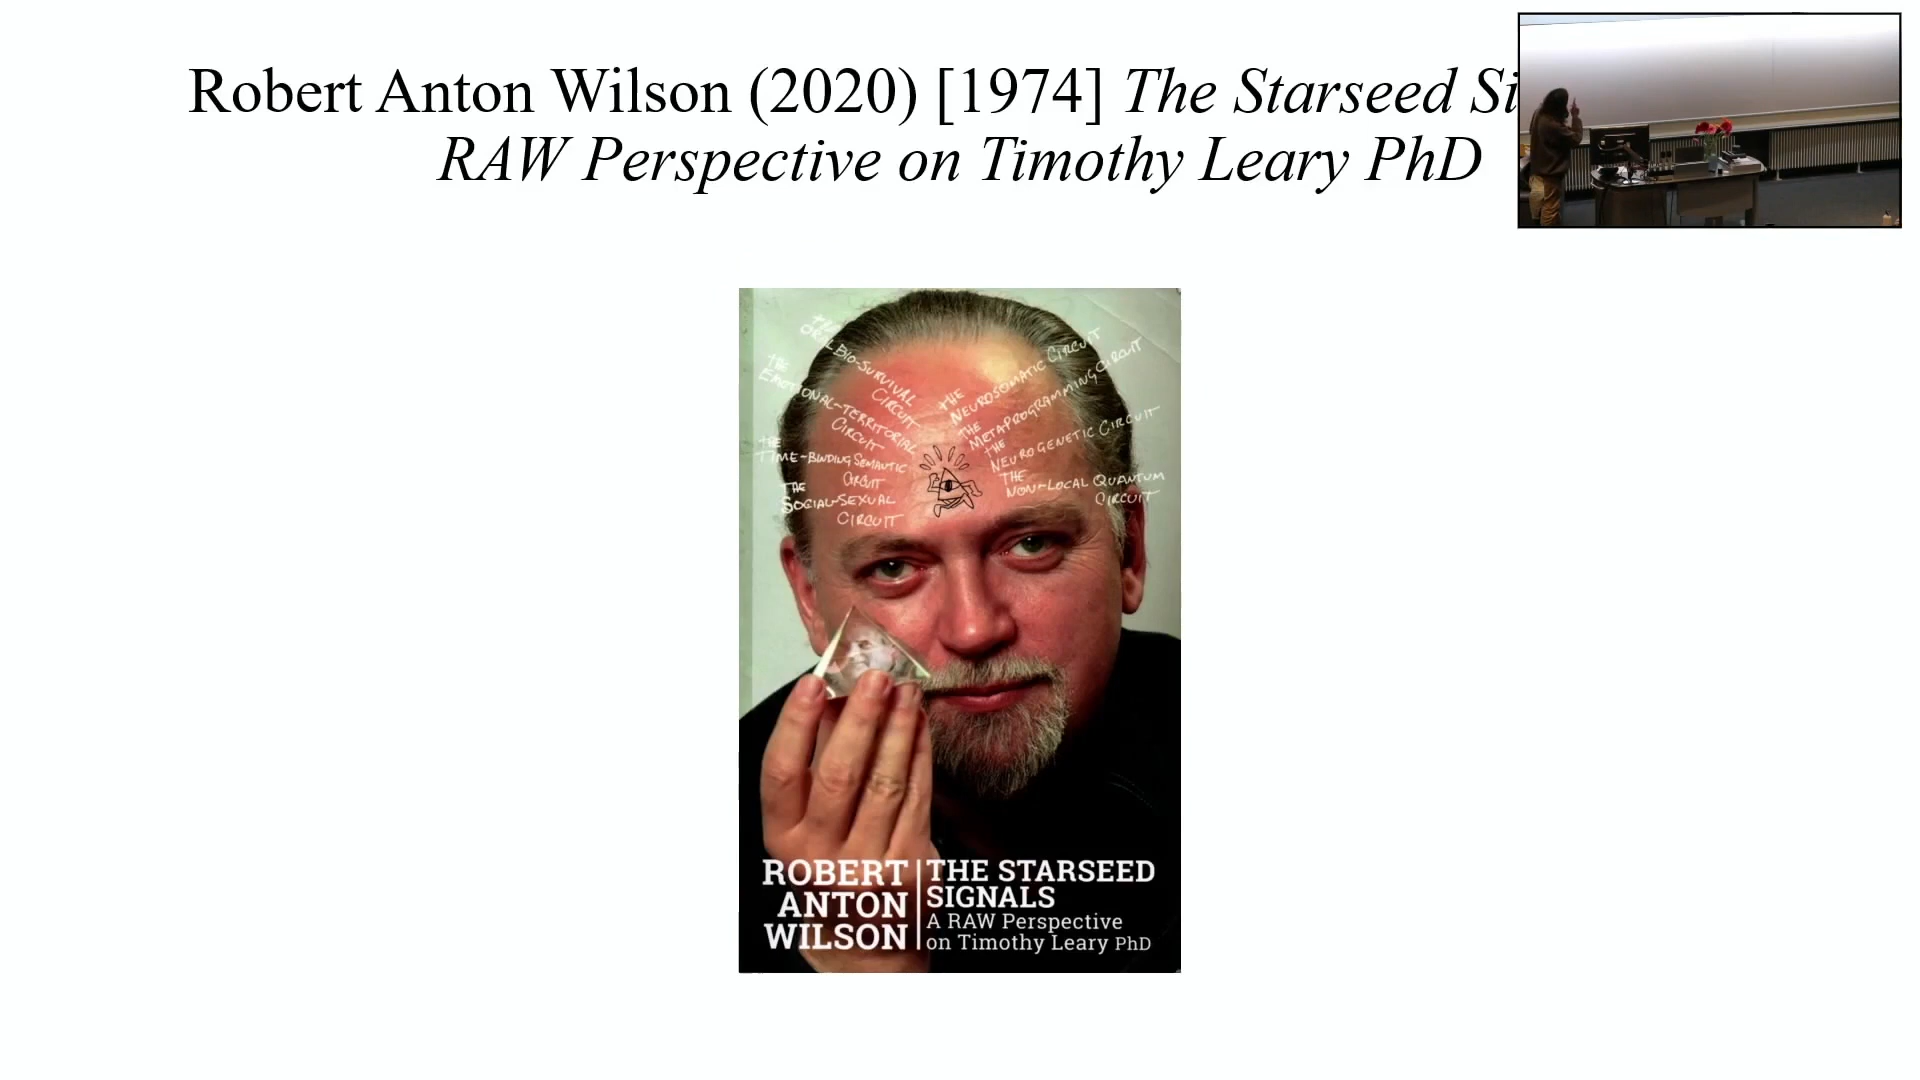 Robert Anton Wilson (2020) [1974] The Starseed Si
RAW Perspective on Timothy Leary PhD
THE
ORAL BIO-SURVIVAL
CIRCUIT
THE
EMOTIONAL-TERRITORIAL
CIRCUIT
THE
TIME-BINDING SEMANTIC
CIRCUIT
THE
SOCIAL-SEXUAL
CIRCUIT
THE
NEUROSOMATIC CIRCUIT
THE
METAPROGRAMMING CIRCUIT
THE
NEUROGENETIC CIRCUIT
THE
NON-LOCAL QUANTUM
CIRCUIT
ROBERT
ANTON
WILSON
THE STARSEED
SIGNALS
A RAW Perspective
on Timothy Leary PhD